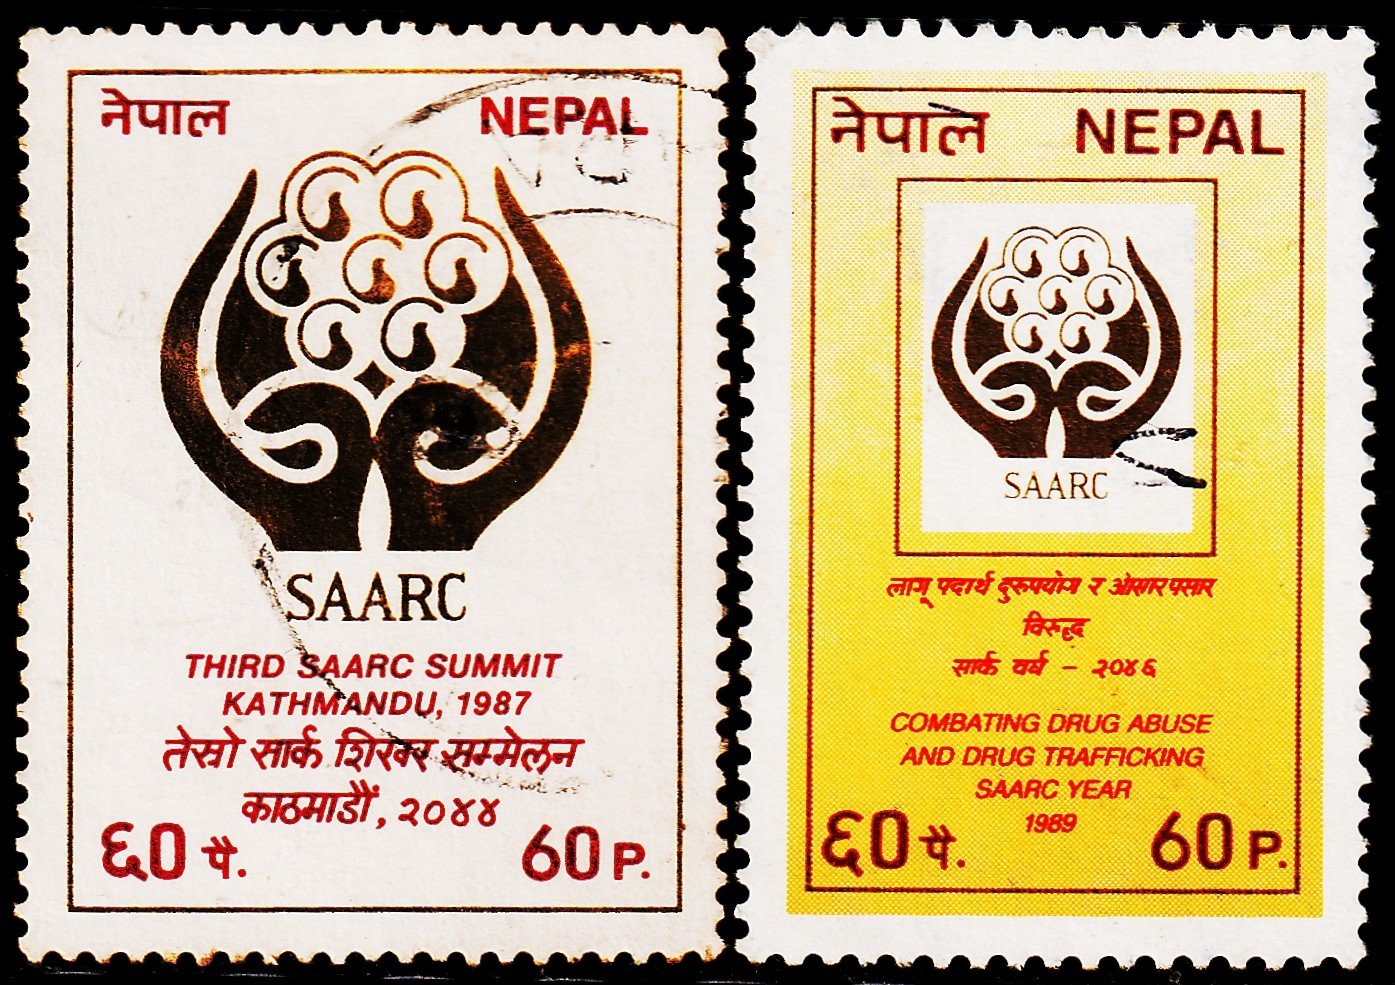 नेपाल NEPAL
SAARC
THIRD SAARC SUMMIT
KATHMANDU, 1987
तेस्रो सार्क शिखर सम्मेलन
काठमाडौं, २०४४
६० पै. 60 P.
नेपाल NEPAL
SAARC
लागू पदार्थ दुरूपयोग र ओसारपसार
विरुद्ध
सार्क वर्ष - २०४६
COMBATING DRUG ABUSE
AND DRUG TRAFFICKING
SAARC YEAR
1989
६० पै. 60 P.